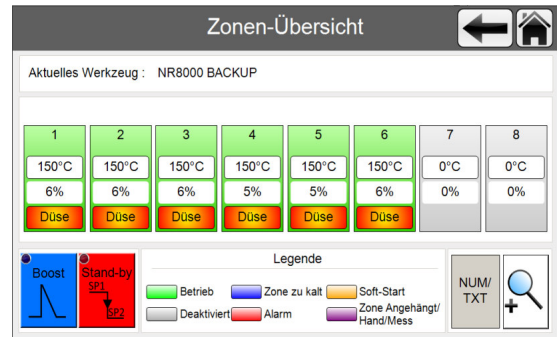 Zonen-Übersicht
Aktuelles Werkzeug : NR8000 BACKUP
1 2 3 4 5 6 7 8
150°C 150°C 150°C 150°C 150°C 150°C 0°C 0°C
6% 6% 6% 5% 5% 6% 0% 0%
Düse Düse Düse Düse Düse Düse
Boost
Stand-by
SP1
SP2
Legende
Betrieb Zone zu kalt Soft-Start
Deaktiviert Alarm Zone Angehängt/
Hand/Mess
NUM/
TXT
+